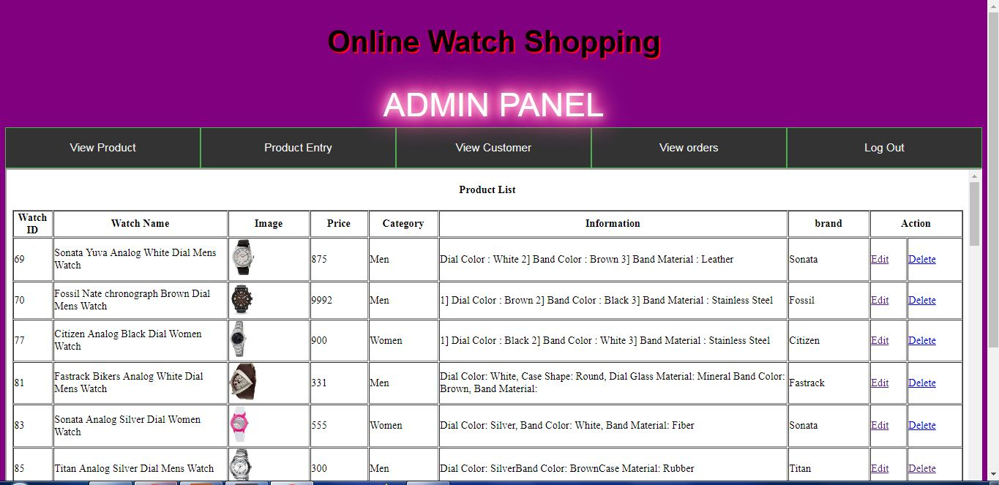 Online Watch Shopping
ADMIN PANEL
View Product Product Entry View Customer View orders Log Out
Product List
Watch ID Watch Name Image Price Category Information brand Action
69 Sonata Yuva Analog White Dial Mens Watch 875 Men Dial Color : White 2] Band Color : Brown 3] Band Material : Leather Sonata Edit Delete
70 Fossil Nate chronograph Brown Dial Mens Watch 9992 Men 1] Dial Color : Brown 2] Band Color : Black 3] Band Material : Stainless Steel Fossil Edit Delete
77 Citizen Analog Black Dial Women Watch 900 Women 1] Dial Color : Black 2] Band Color : White 3] Band Material : Stainless Steel Citizen Edit Delete
81 Fastrack Bikers Analog White Dial Mens Watch 331 Men Dial Color: White, Case Shape: Round, Dial Glass Material: Mineral Band Color: Brown, Band Material: Fastrack Edit Delete
83 Sonata Analog Silver Dial Women Watch 555 Women Dial Color: Silver, Band Color: White, Band Material: Fiber Sonata Edit Delete
85 Titan Analog Silver Dial Mens Watch 300 Men Dial Color: SilverBand Color: BrownCase Material: Rubber Titan Edit Delete